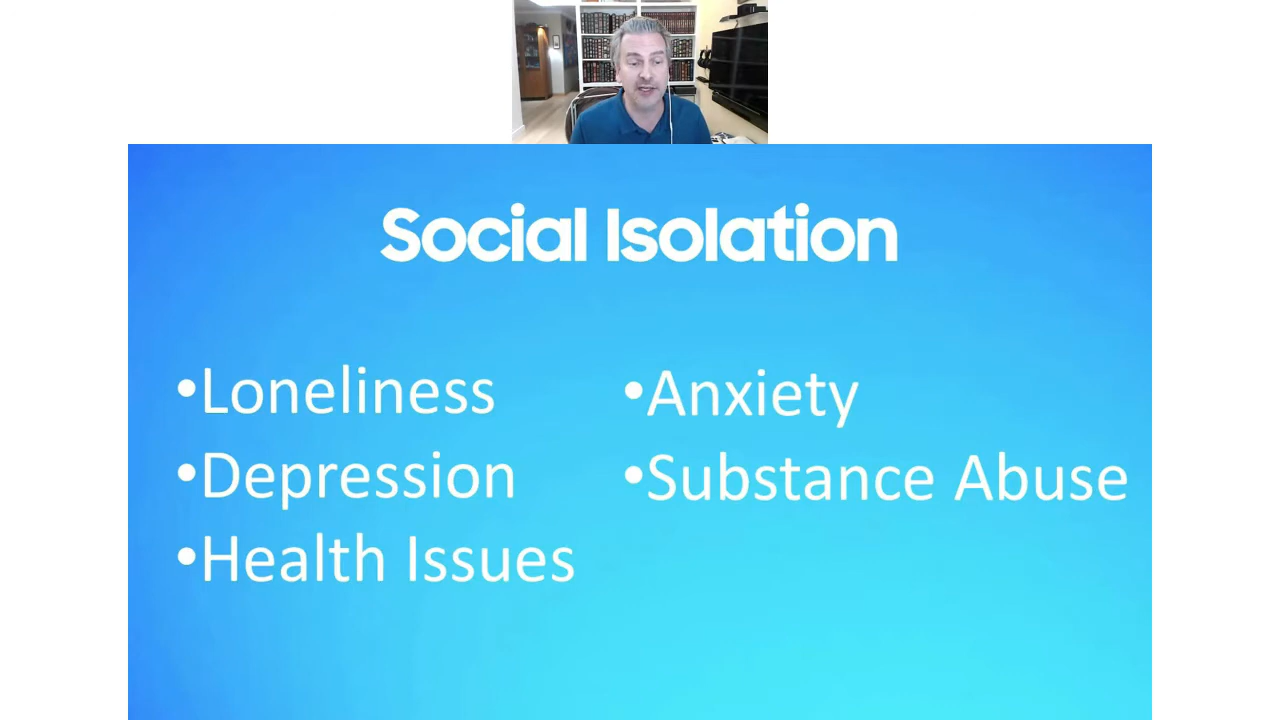 Social Isolation
•Loneliness
•Depression
•Health Issues
•Anxiety
•Substance Abuse